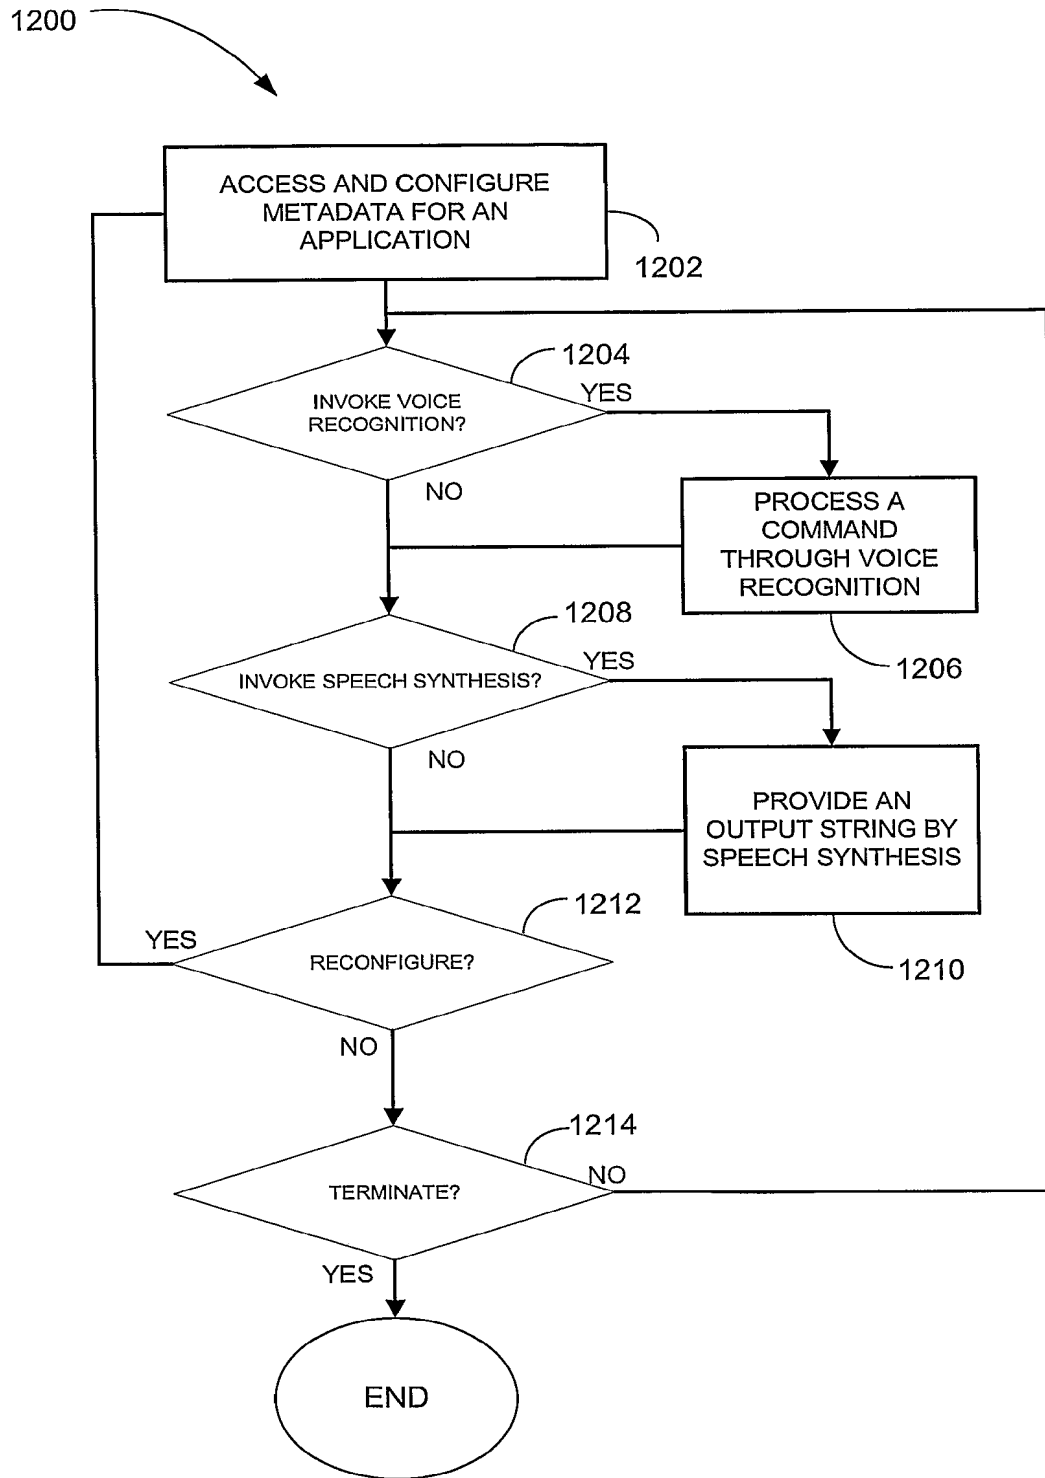 1200
ACCESS AND CONFIGURE
METADATA FOR AN
APPLICATION
1202
1204
YES
INVOKE VOICE
RECOGNITION?
NO
PROCESS A
COMMAND
THROUGH VOICE
RECOGNITION
1206
1208
YES
INVOKE SPEECH SYNTHESIS?
NO
PROVIDE AN
OUTPUT STRING BY
SPEECH SYNTHESIS
1210
1212
YES
RECONFIGURE?
NO
1214
NO
TERMINATE?
YES
END